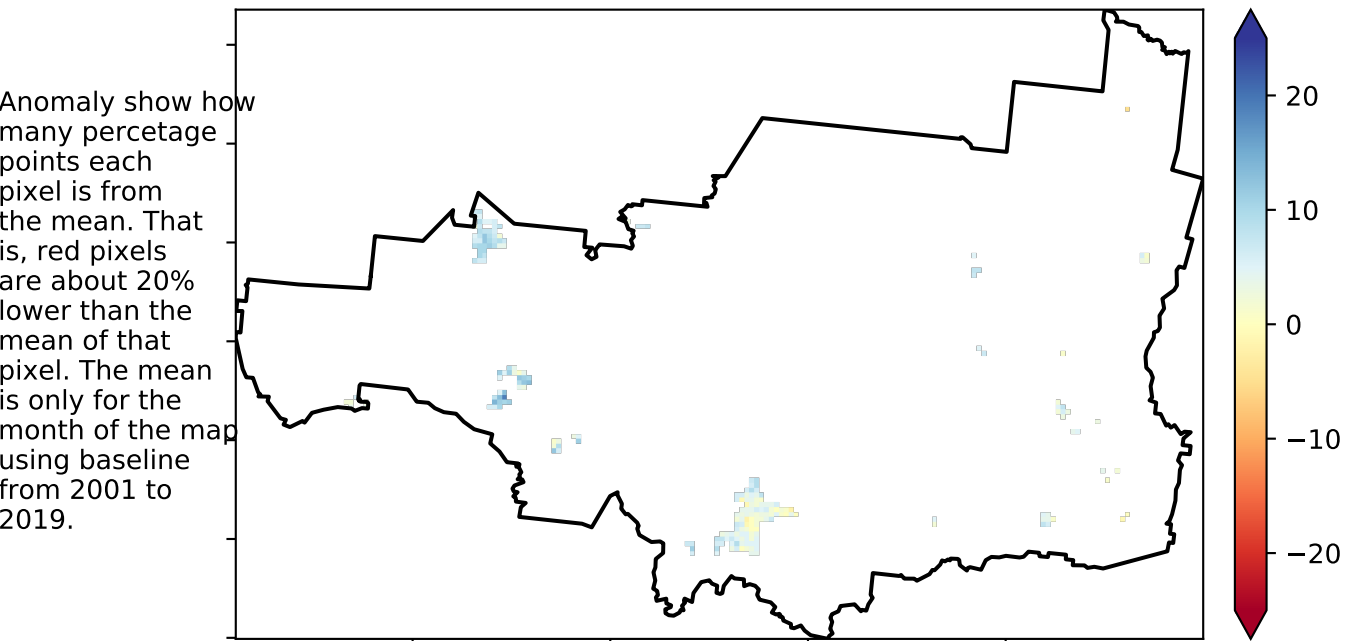 Anomaly show how
many percetage
points each
pixel is from
the mean. That
is, red pixels
are about 20%
lower than the
mean of that
pixel. The mean
is only for the
month of the map
using baseline
from 2001 to
2019.
20
10
0
−10
−20